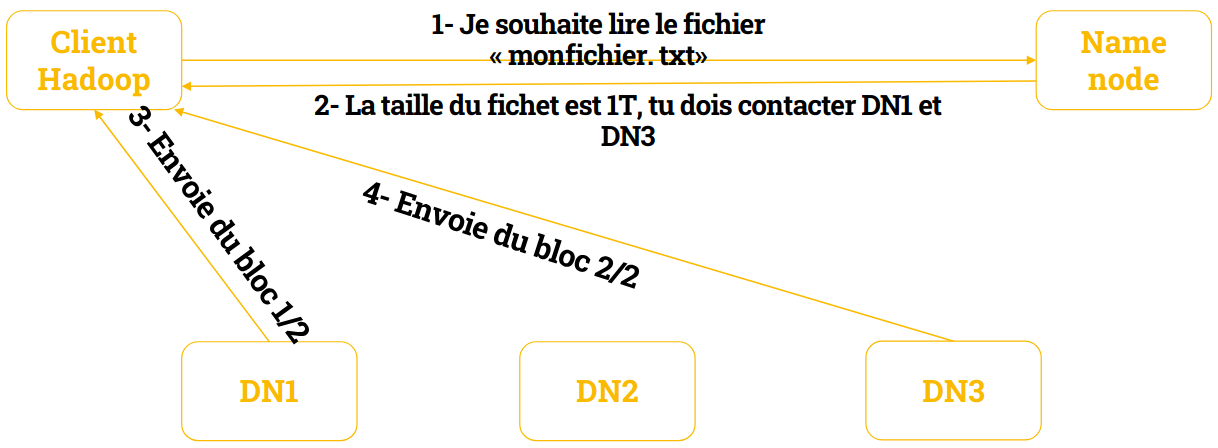 Client
Hadoop
1- Je souhaite lire le fichier
« monfichier. txt»
Name
node
2- La taille du fichet est 1T, tu dois contacter DN1 et
DN3
3- Envoie du bloc 1/2
4- Envoie du bloc 2/2
DN1
DN2
DN3